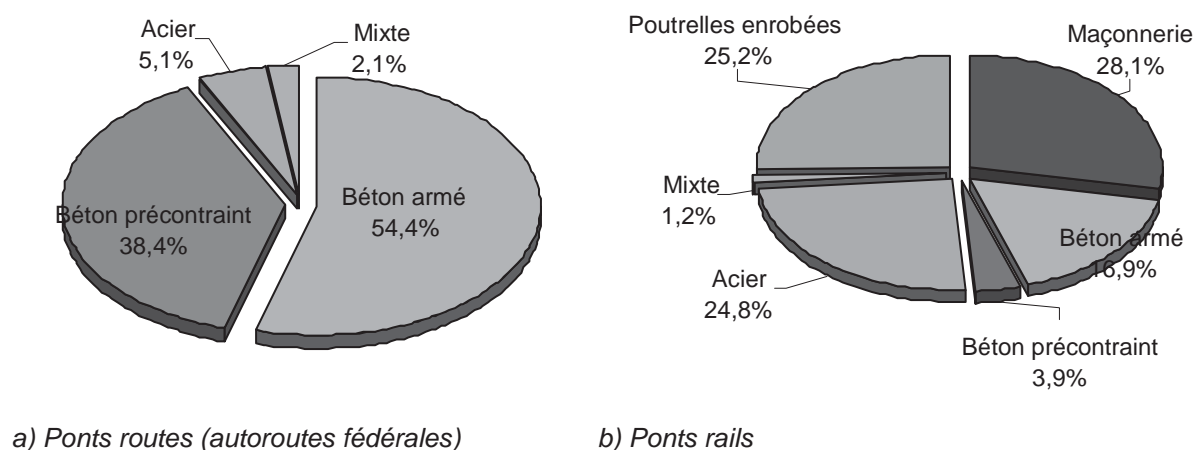 Acier
5,1%
Mixte
2,1%
Béton armé
54,4%
Béton précontraint
38,4%
a) Ponts routes (autoroutes fédérales)
Poutrelles enrobées
25,2%
Maçonnerie
28,1%
Mixte
1,2%
Béton armé
16,9%
Acier
24,8%
Béton précontraint
3,9%
b) Ponts rails